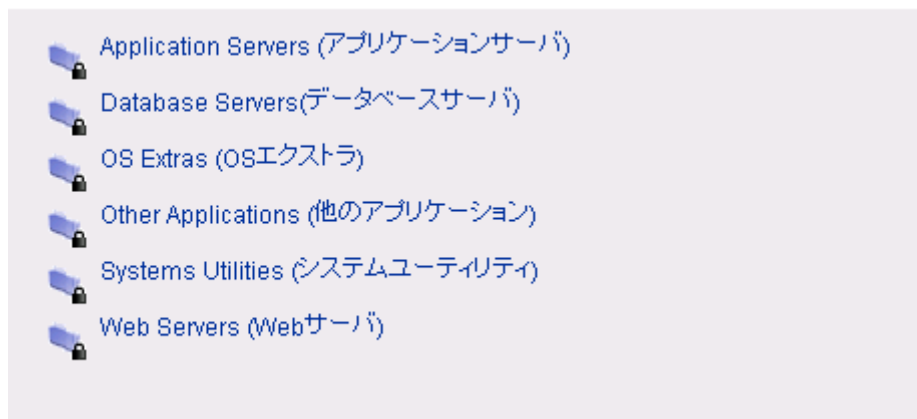 Application Servers (アプリケーションサーバ)
Database Servers(データベースサーバ)
OS Extras (OSエクストラ)
Other Applications (他のアプリケーション)
Systems Utilities (システムユーティリティ)
Web Servers (Webサーバ)